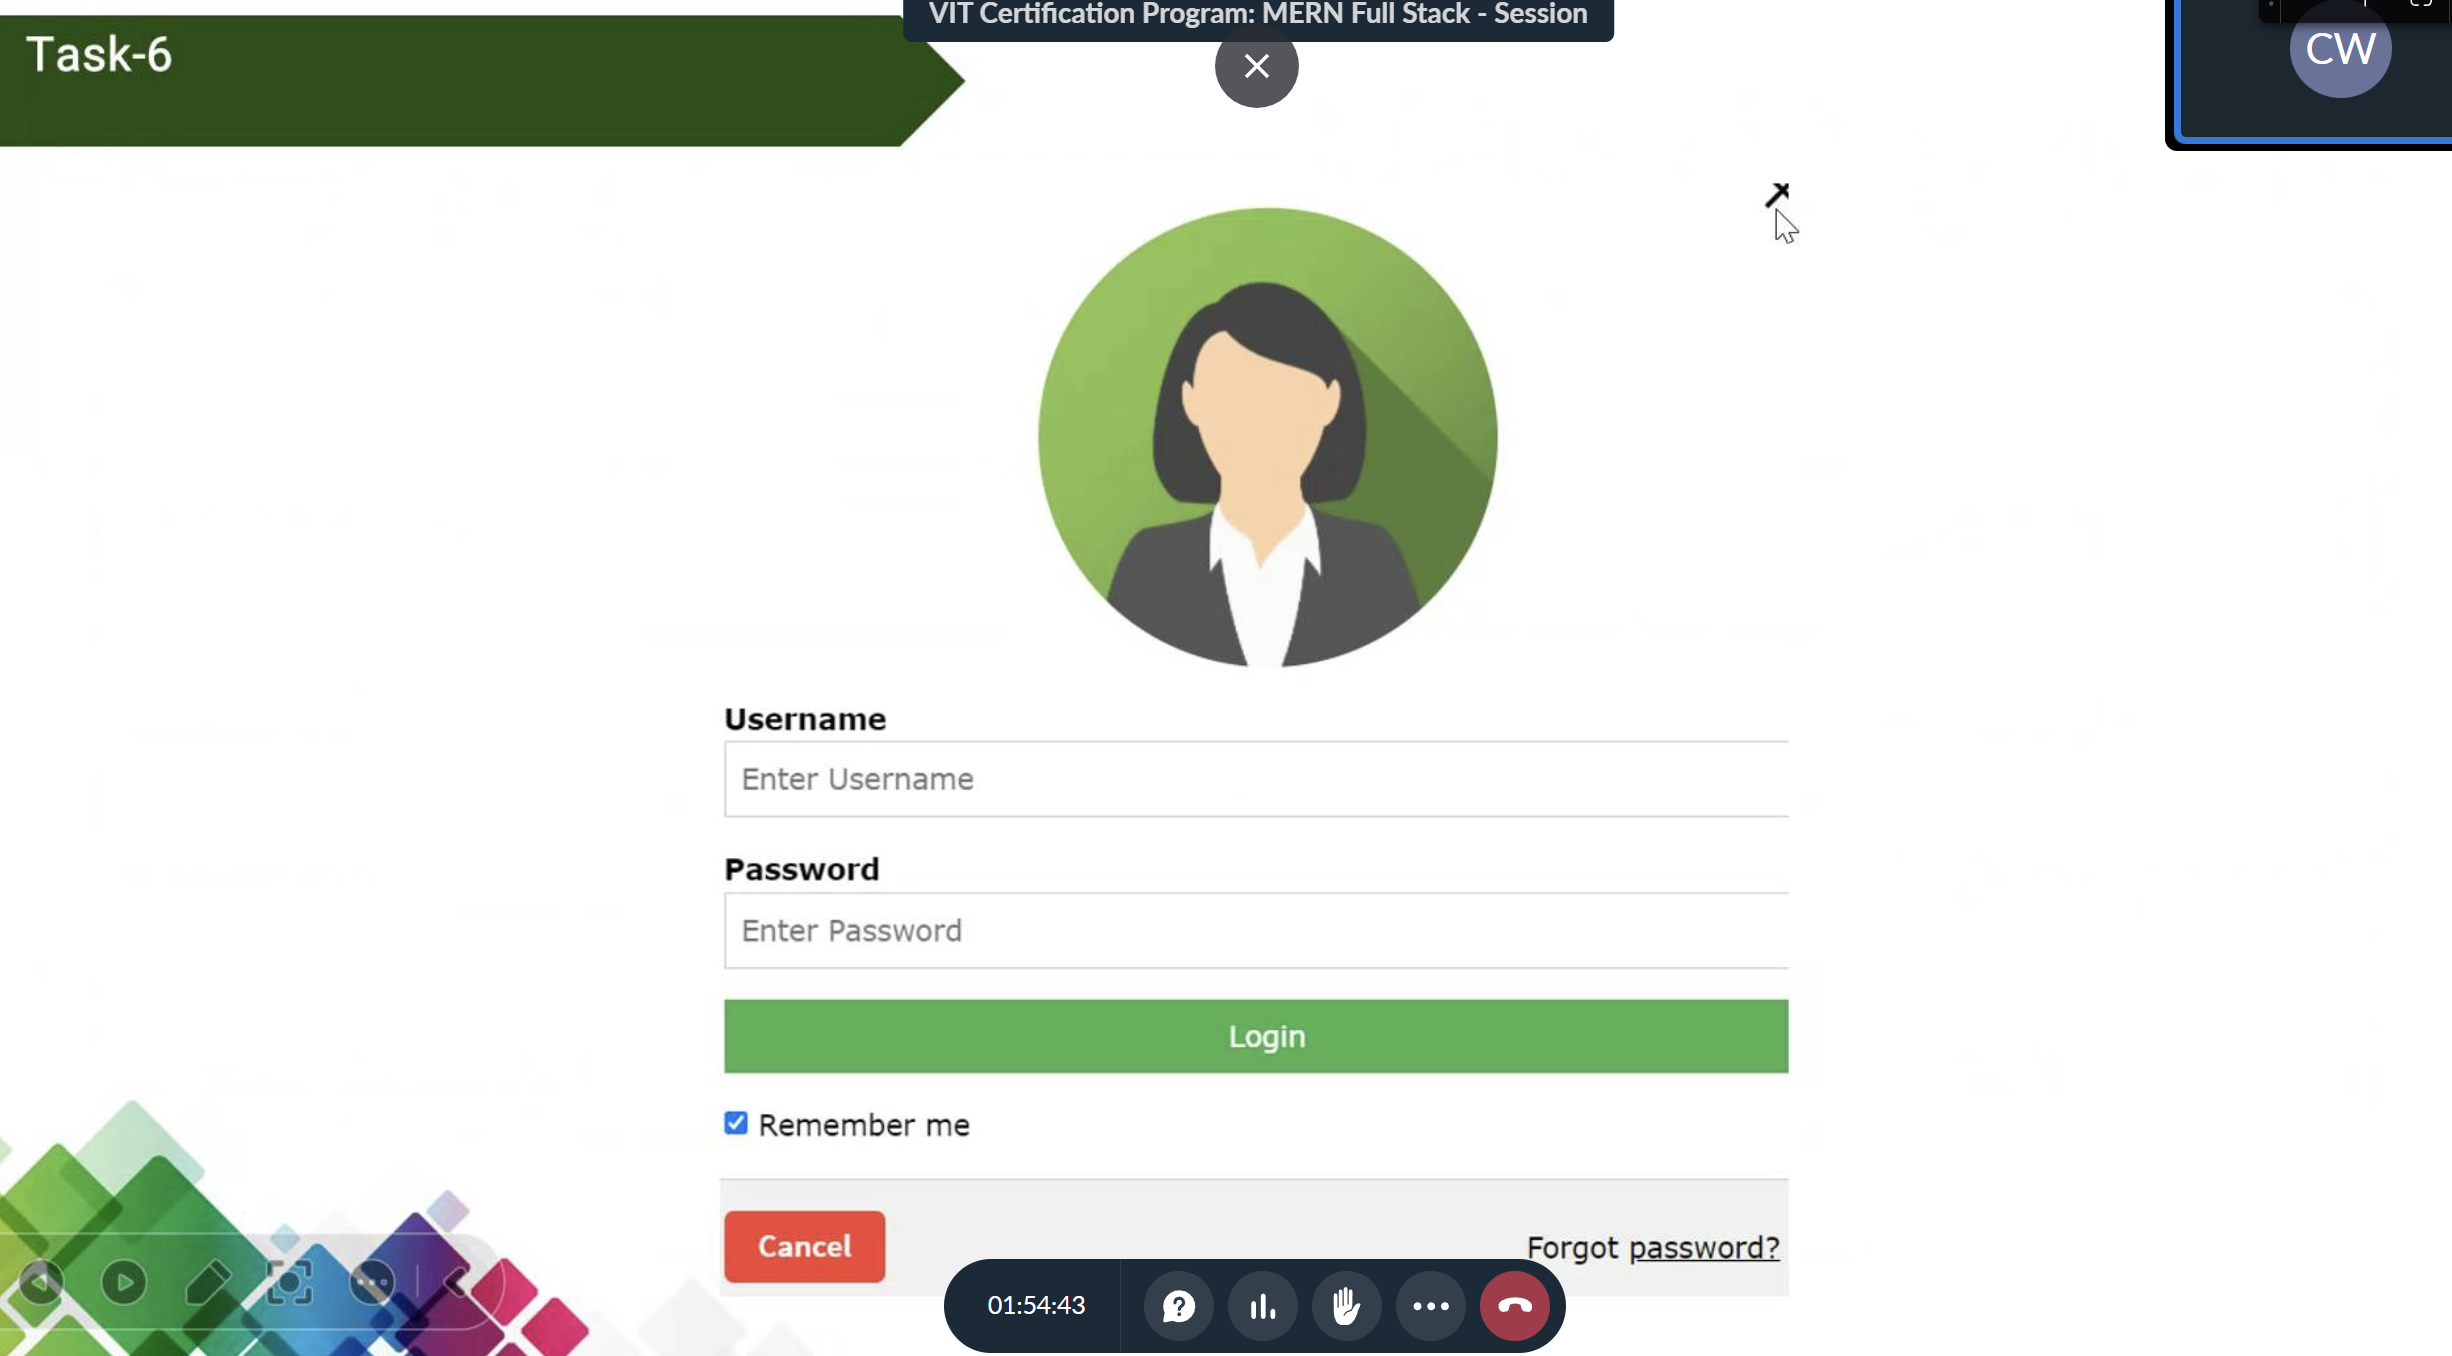 VIT Certification Program: MERN Full Stack - Session
Task-6
CW
Username
Enter Username
Password
Enter Password
Login
Remember me
Cancel
Forgot password?
01:54:43